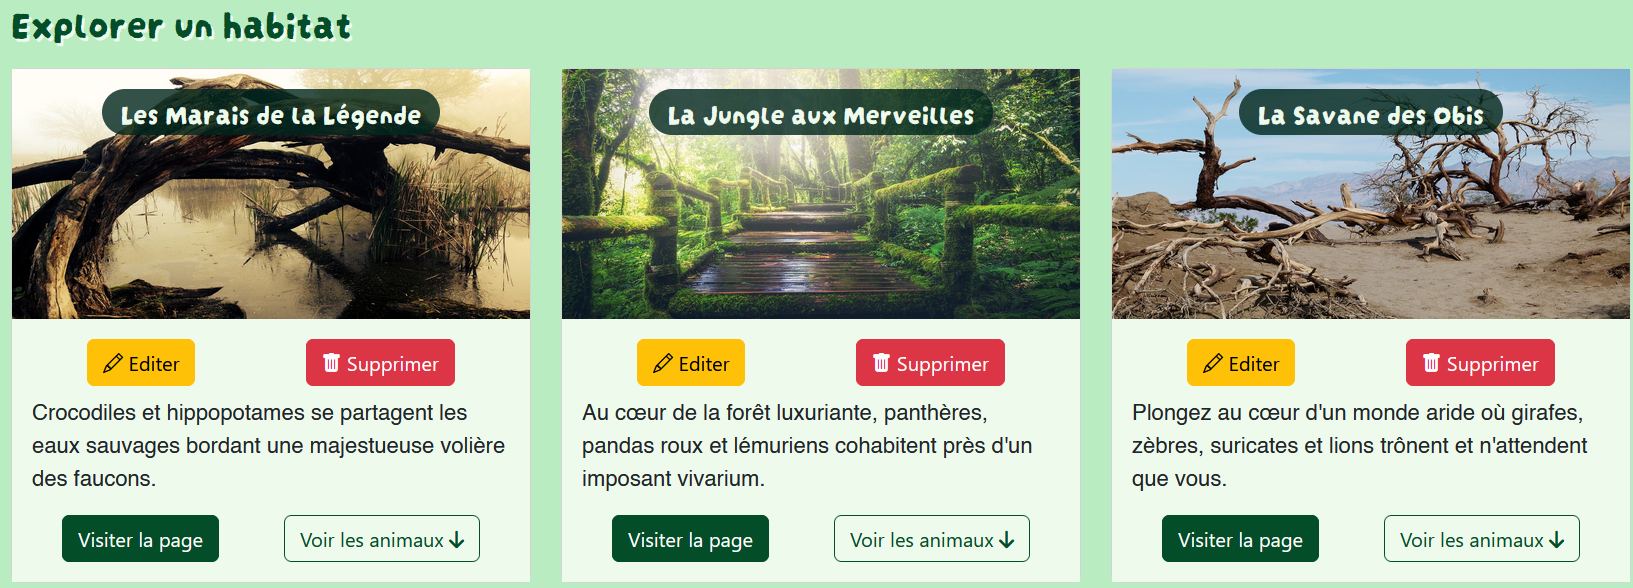 Explorer un habitat
Les Marais de la Légende
Editer
Supprimer
Crocodiles et hippopotames se partagent les
eaux sauvages bordant une majestueuse volière
des faucons.
Visiter la page
Voir les animaux
La Jungle aux Merveilles
Editer
Supprimer
Au cœur de la forêt luxuriante, panthères,
pandas roux et lémuriens cohabitent près d'un
imposant vivarium.
Visiter la page
Voir les animaux
La Savane des Obis
Editer
Supprimer
Plongez au cœur d'un monde aride où girafes,
zèbres, suricates et lions trônent et n'attendent
que vous.
Visiter la page
Voir les animaux